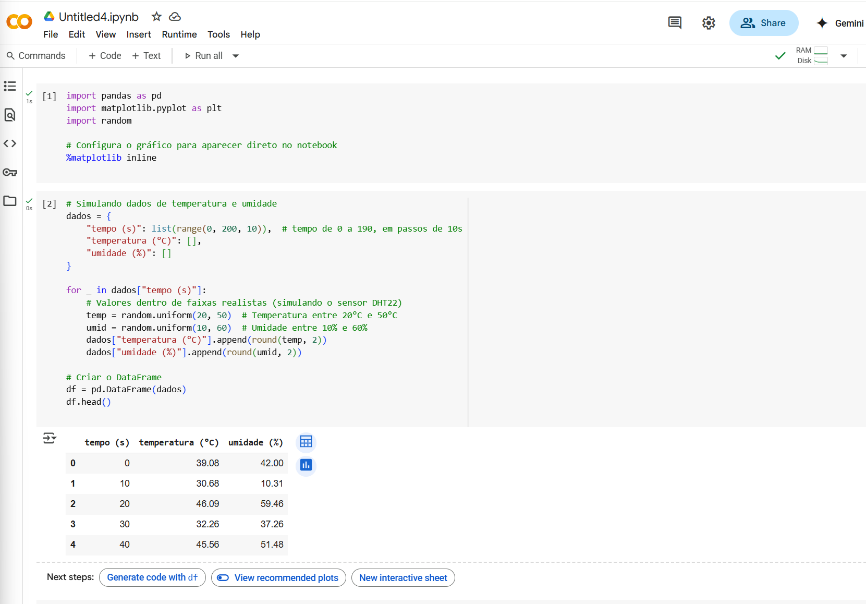 Untitled4.ipynb
File Edit View Insert Runtime Tools Help
Share
Gemini
Commands + Code + Text Run all
RAM
Disk
1s
[1] import pandas as pd
import matplotlib.pyplot as plt
import random
# Configura o gráfico para aparecer direto no notebook
%matplotlib inline
0s
[2] # Simulando dados de temperatura e umidade
dados = {
"tempo (s)": list(range(0, 200, 10)), # tempo de 0 a 190, em passos de 10s
"temperatura (°C)": [],
"umidade (%)": []
}
for _ in dados["tempo (s)"]:
# Valores dentro de faixas realistas (simulando o sensor DHT22)
temp = random.uniform(20, 50) # Temperatura entre 20°C e 50°C
umid = random.uniform(10, 60) # Umidade entre 10% e 60%
dados["temperatura (°C)"].append(round(temp, 2))
dados["umidade (%)"].append(round(umid, 2))
# Criar o DataFrame
df = pd.DataFrame(dados)
df.head()
tempo (s) temperatura (°C) umidade (%)
0 0 39.08 42.00
1 10 30.68 10.31
2 20 46.09 59.46
3 30 32.26 37.26
4 40 45.56 51.48
Next steps: Generate code with df View recommended plots New interactive sheet